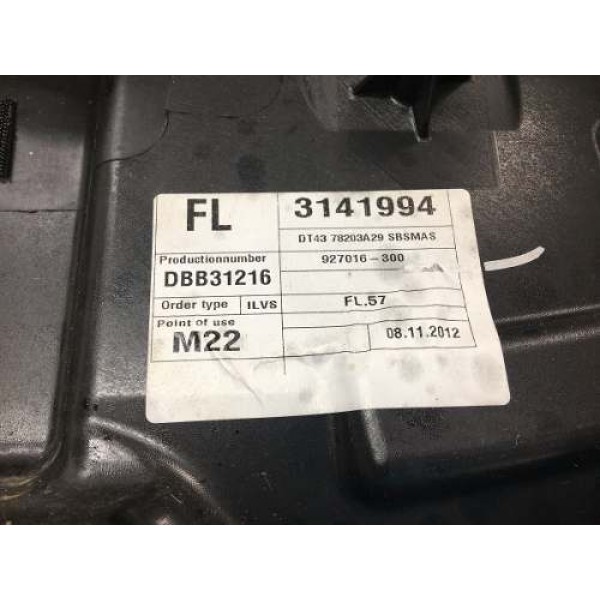 FL 3141994
DT43 78203A29 SBSMAS
Productionnumber 927016-300
DBB31216
Order type ILVS FL.57
Point of use
M22 08.11.2012